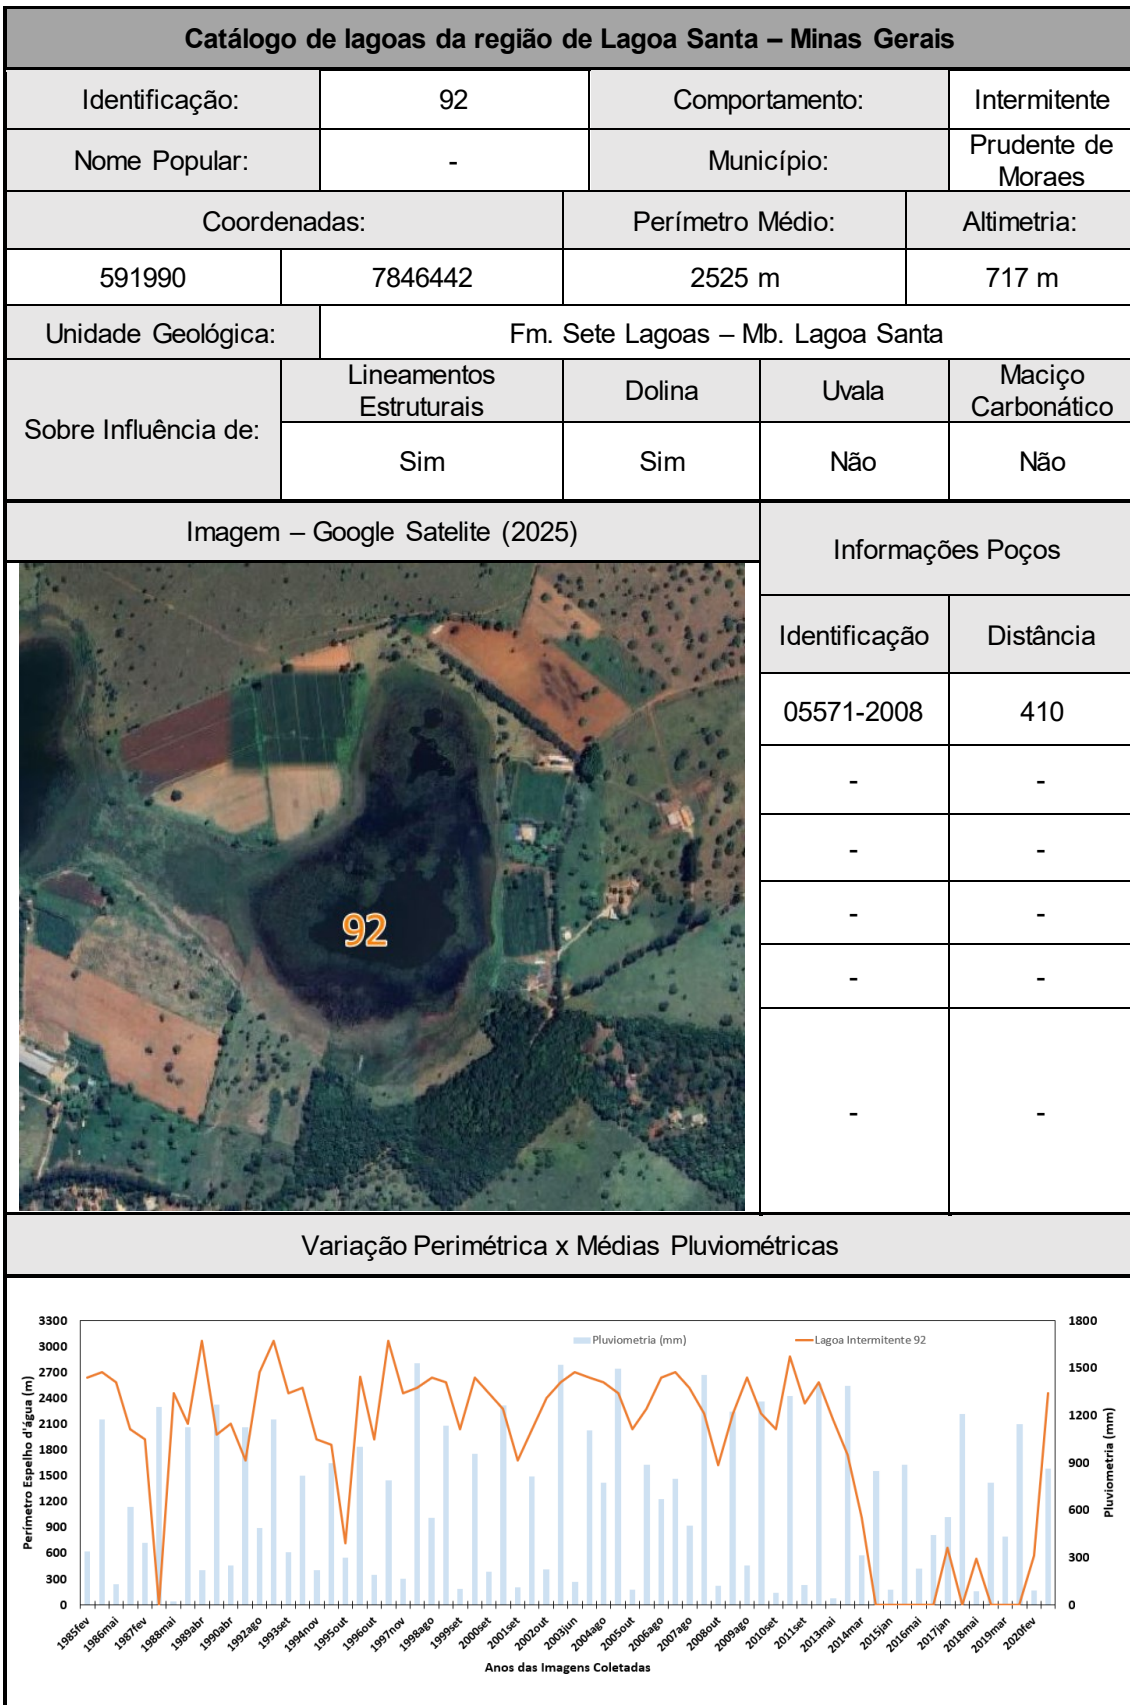 Catálogo de lagoas da região de Lagoa Santa – Minas Gerais
Identificação: 92 Comportamento: Intermitente
Nome Popular: - Município: Prudente de
Moraes
Coordenadas: Perímetro Médio: Altimetria:
591990 7846442 2525 m 717 m
Unidade Geológica: Fm. Sete Lagoas – Mb. Lagoa Santa
Sobre Influência de: Lineamentos
Estruturais Dolina Uvala Maciço
Carbonático
Sim Sim Não Não
Imagem – Google Satelite (2025) Informações Poços
Identificação Distância
05571-2008 410
- -
- -
- -
- -
- -
92
Variação Perimétrica x Médias Pluviométricas
Pluviometria (mm) Lagoa Intermitente 92
Perímetro Espelho d'água (m)
3300
3000
2700
2400
2100
1800
1500
1200
900
600
300
0
1800
1500
1200
900
600
300
0
Pluviometria (mm)
1985fev 1986mai 1987fev 1988mai 1989abr 1990abr 1992ago 1993set 1994nov 1995out 1996out 1997nov 1998ago 1999set 2000set 2001set 2002out 2003jun 2004ago 2005out 2006ago 2007ago 2008out 2009ago 2010set 2011set 2013mai 2014mar 2015jan 2016mai 2017jan 2018mai 2019mar 2020fev
Anos das Imagens Coletadas